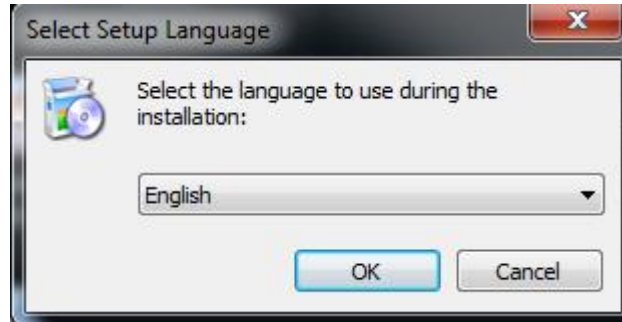 Select Setup Language
Select the language to use during the
installation:
English
OK
Cancel